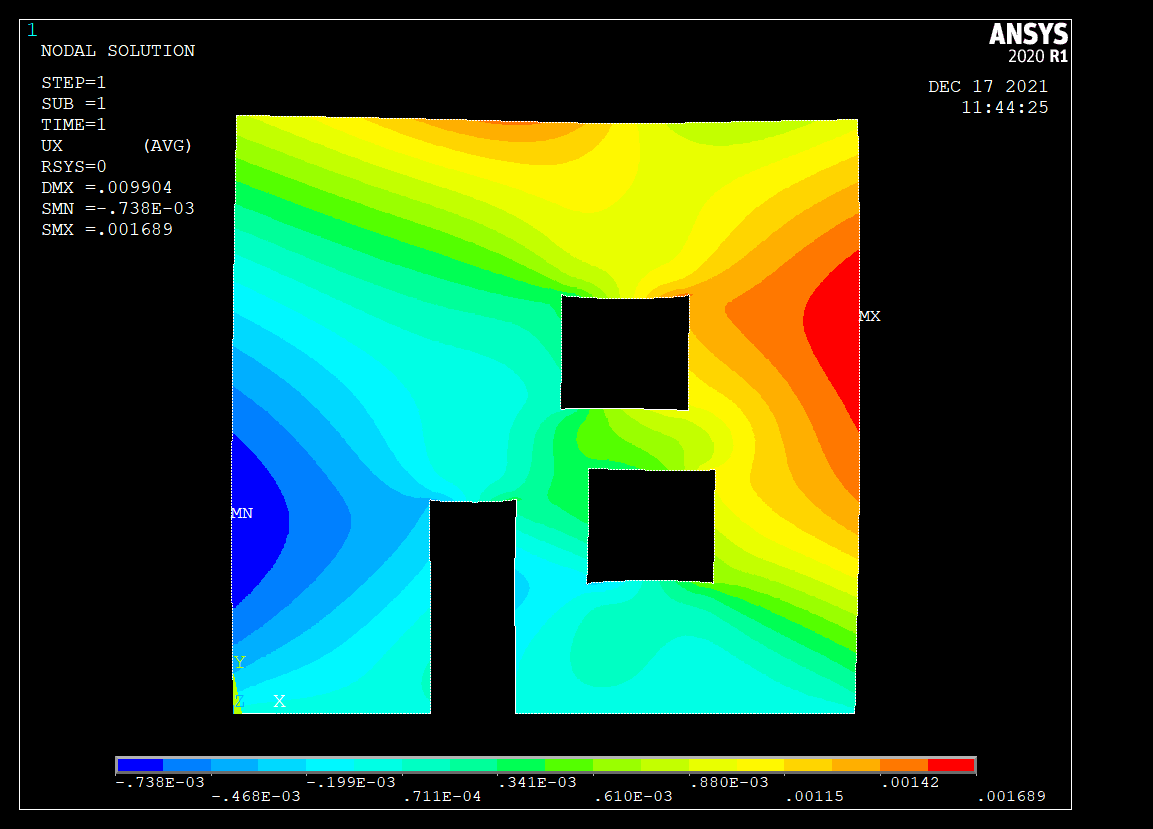 1
ANSYS
2020 R1
NODAL SOLUTION
STEP=1
SUB =1
TIME=1
UX (AVG)
RSYS=0
DMX =.009904
SMN =-.738E-03
SMX =.001689
DEC 17 2021
11:44:25
MX
MN
Y
Z X
-.738E-03 -.199E-03 .341E-03 .880E-03 .00142
-.468E-03 .711E-04 .610E-03 .00115 .001689